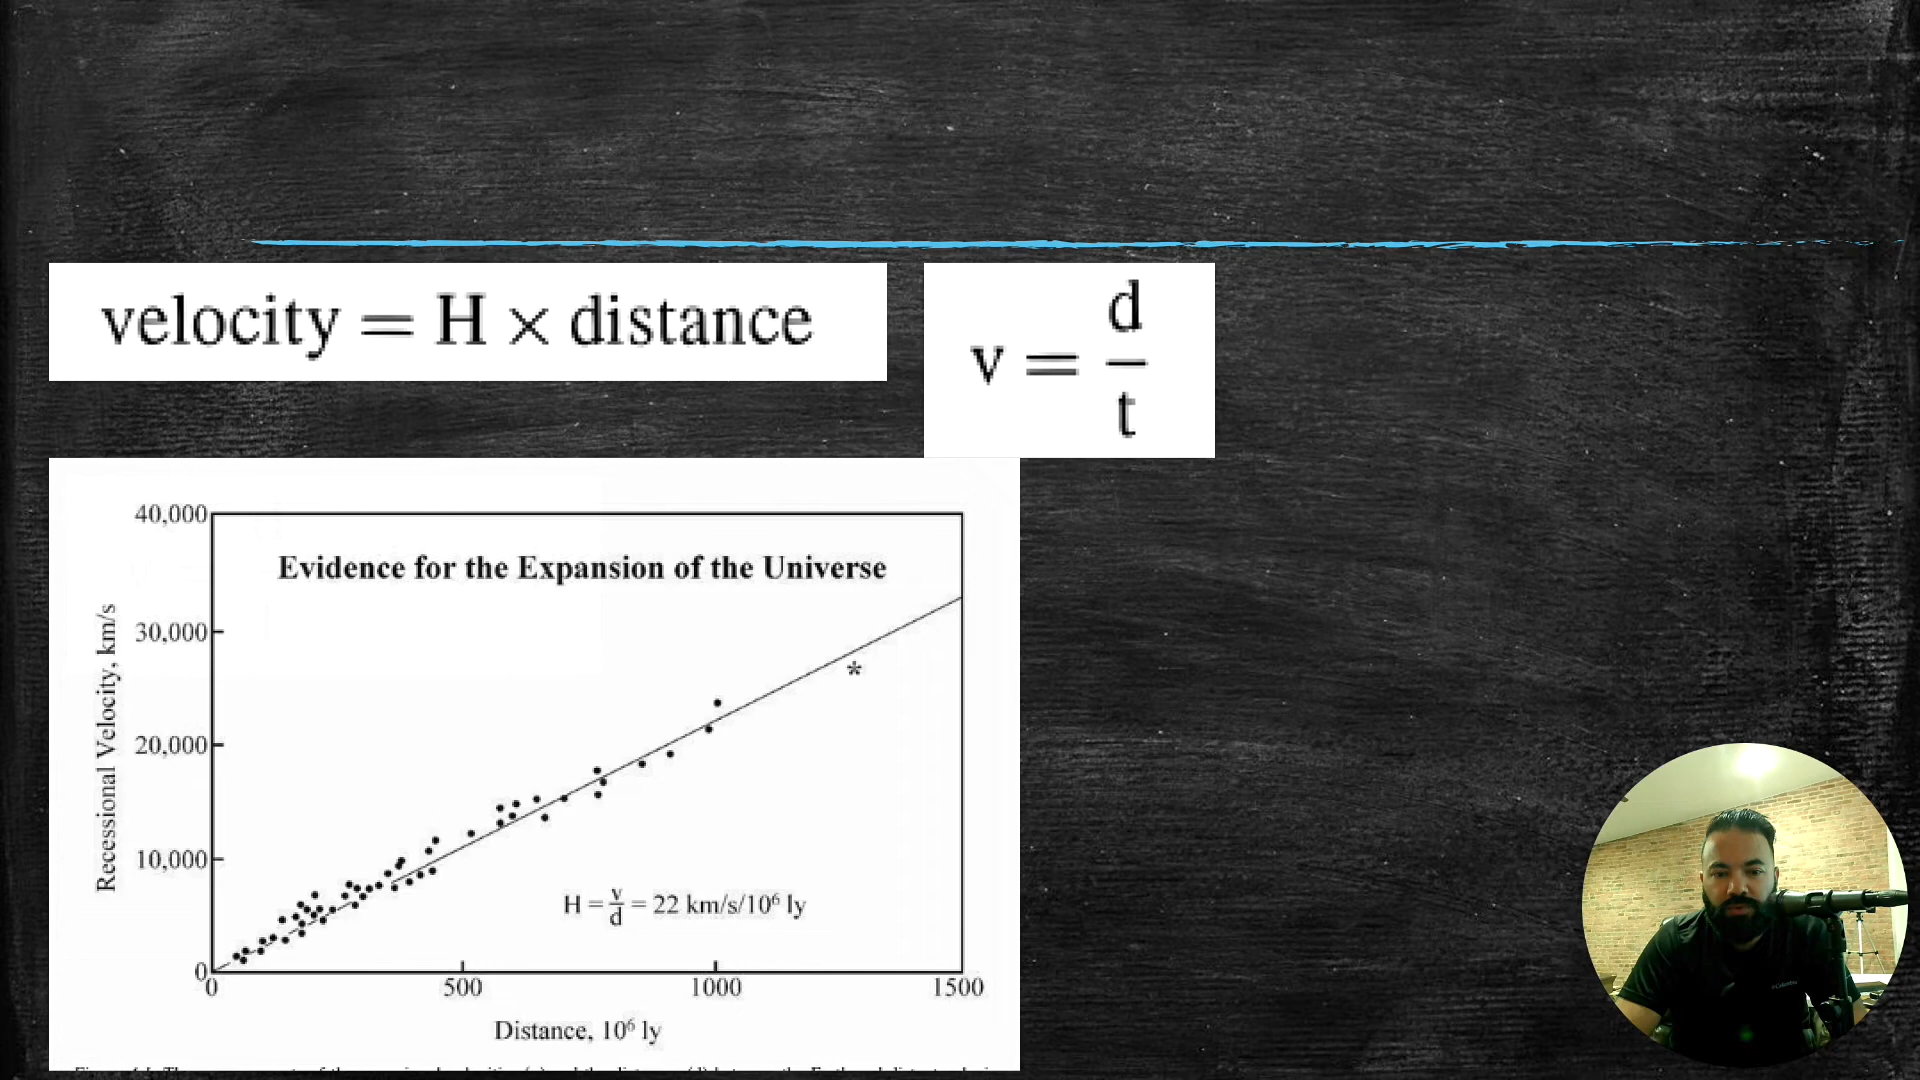 velocity = H × distance
v = d/t
Evidence for the Expansion of the Universe
40,000
30,000
20,000
10,000
0
Recessional Velocity, km/s
H = v/d = 22 km/s/10⁶ ly
0 500 1000 1500
Distance, 10⁶ ly